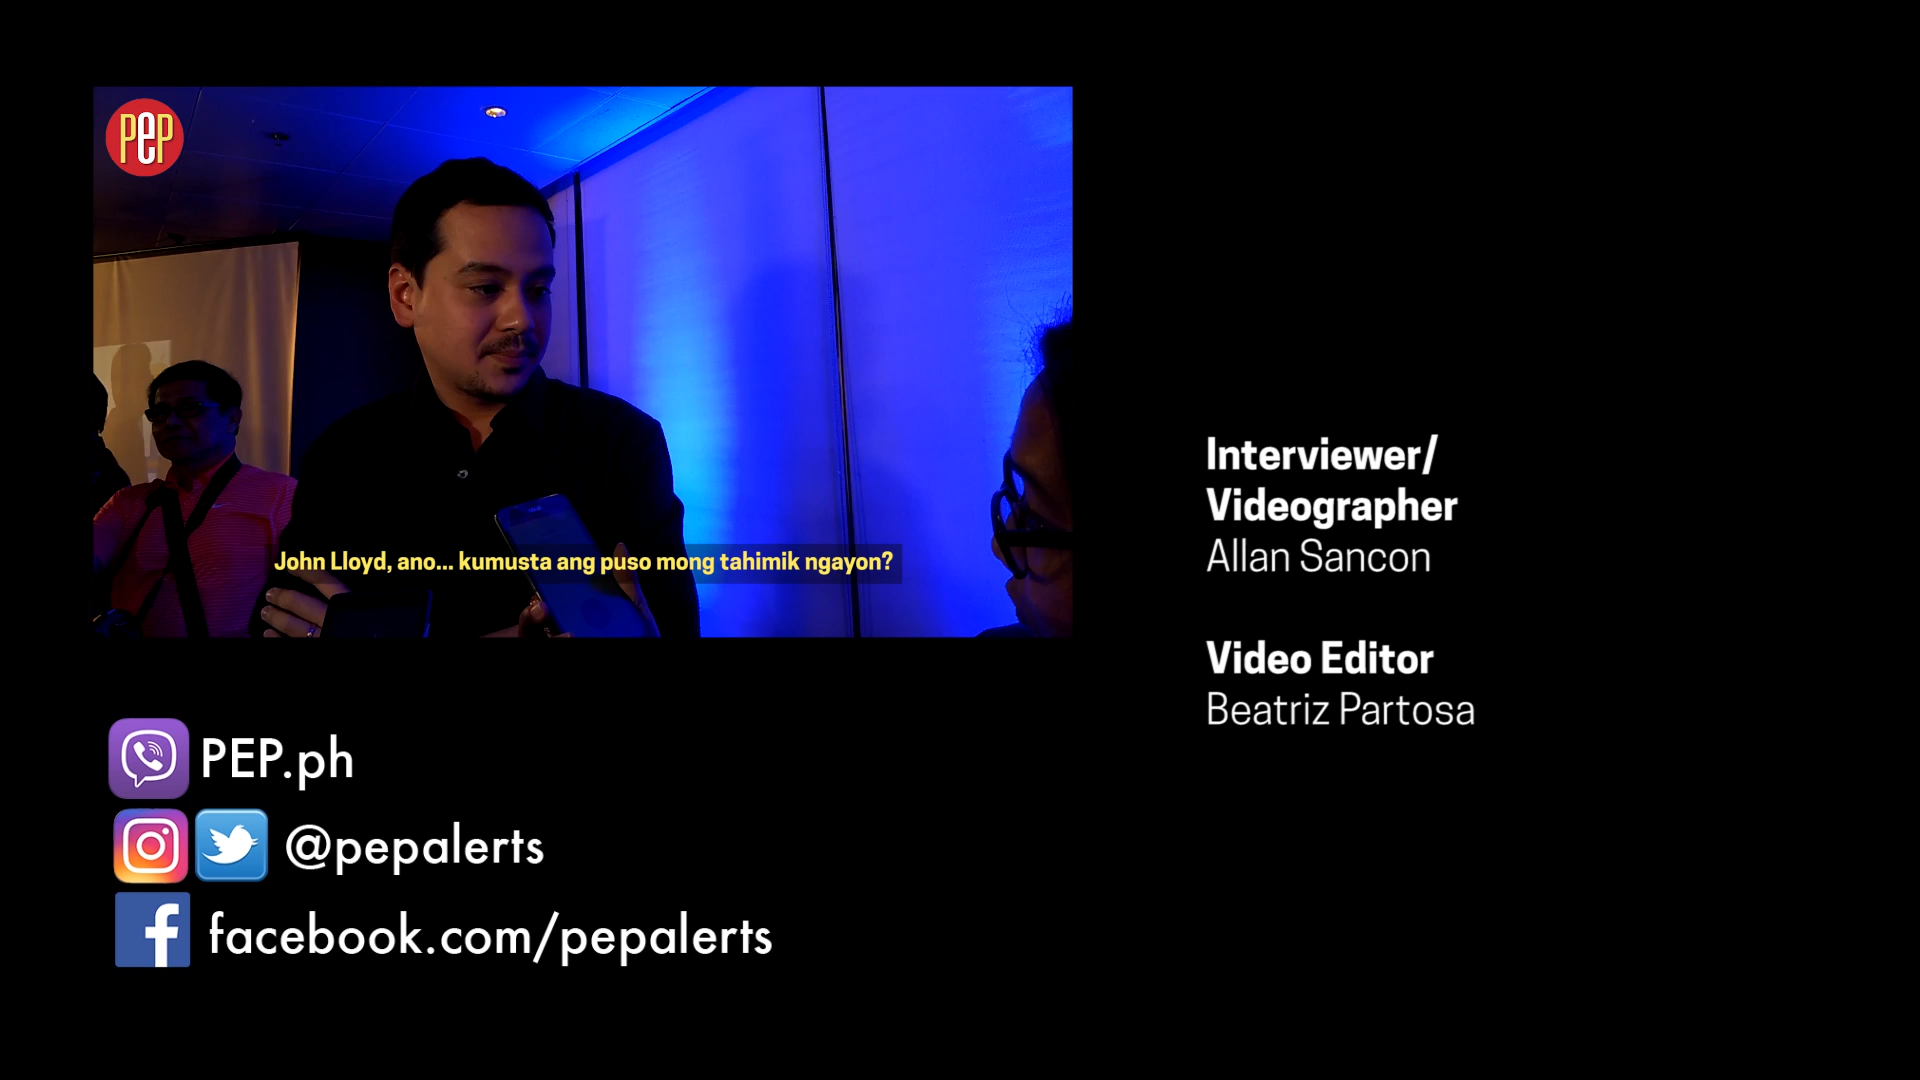 PEP
John Lloyd, ano... kumusta ang puso mong tahimik ngayon?
Interviewer/
Videographer
Allan Sancon
Video Editor
Beatriz Partosa
PEP.ph
@pepalerts
facebook.com/pepalerts